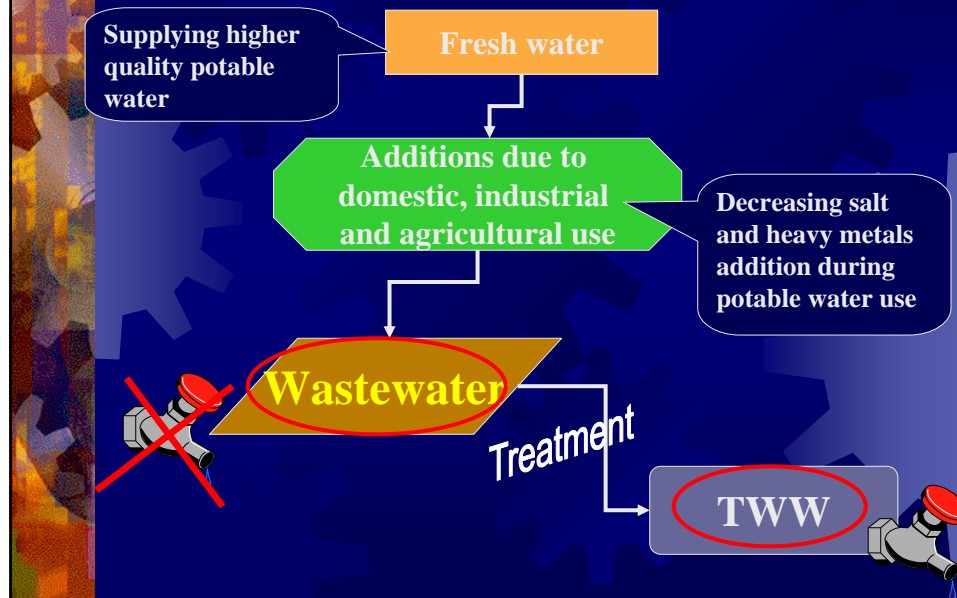 Supplying higher
quality potable
water
Fresh water
Additions due to
domestic, industrial
and agricultural use
Decreasing salt
and heavy metals
addition during
potable water use
Wastewater
Treatment
TWW